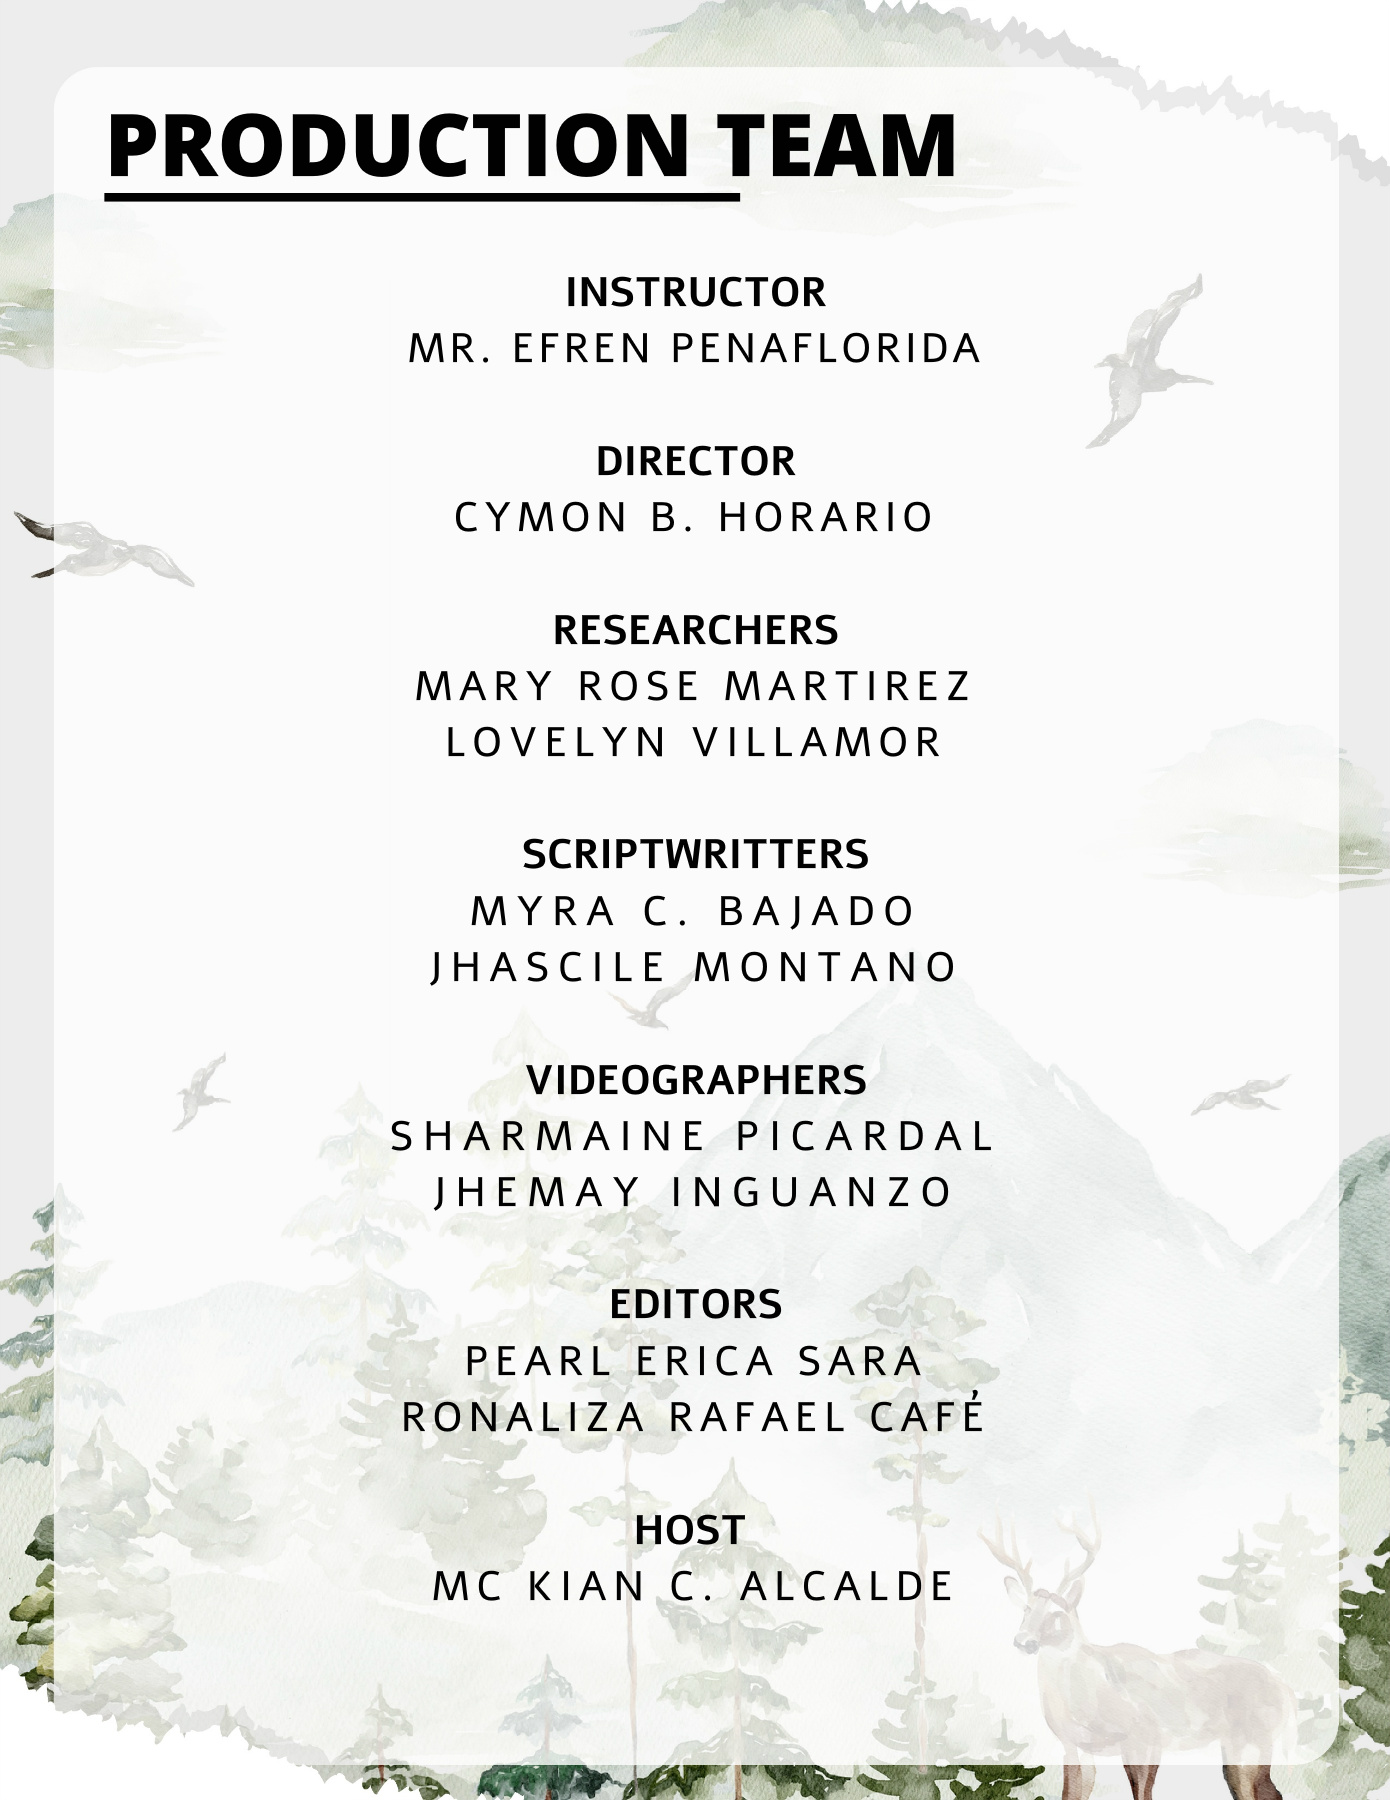 PRODUCTION TEAM
INSTRUCTOR
MR. EFREN PENAFLORIDA
DIRECTOR
CYMON B. HORARIO
RESEARCHERS
MARY ROSE MARTIREZ
LOVELYN VILLAMOR
SCRIPTWRITTERS
MYRA C. BAJADO
JHASCILE MONTANO
VIDEOGRAPHERS
SHARMAINE PICARDAL
JHEMAY INGUANZO
EDITORS
PEARL ERICA SARA
RONALIZA RAFAEL CAFÉ
HOST
MC KIAN C. ALCALDE